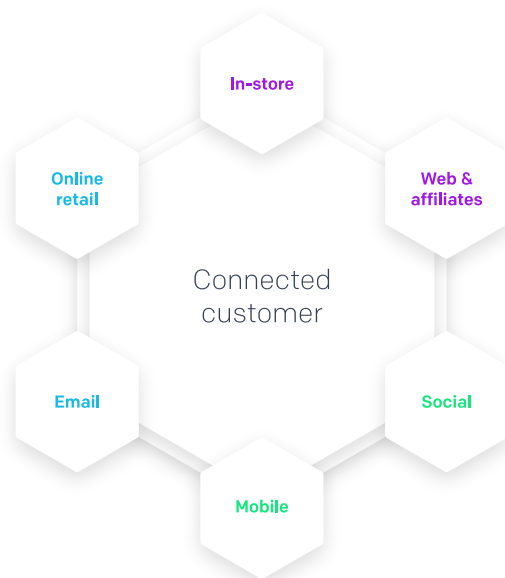 In-store
Online
retail
Web &
affiliates
Connected
customer
Email
Social
Mobile